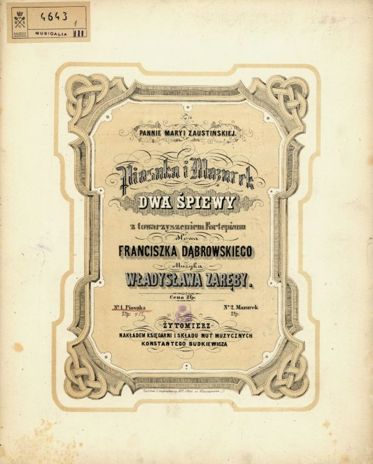 4643
MUSICALIA
III
PANNIE MARYI ZAUSTINSKIEJ.
Piosnka i Mazurek
DWA ŚPIEWY
z towarzyszeniem Fortepianu
Słowa
FRANCISZKA DĄBROWSKIEGO
Muzyka
WŁADYSŁAWA ZARĘBY.
Cena
Nº 1. Piosnka
Nº 2. Mazurek
ŻYTOMIERZ
NAKŁADEM KSIĘGARNI I SKŁADU NUT MUZYCZNYCH
KONSTANTEGO BUDKIEWICZA